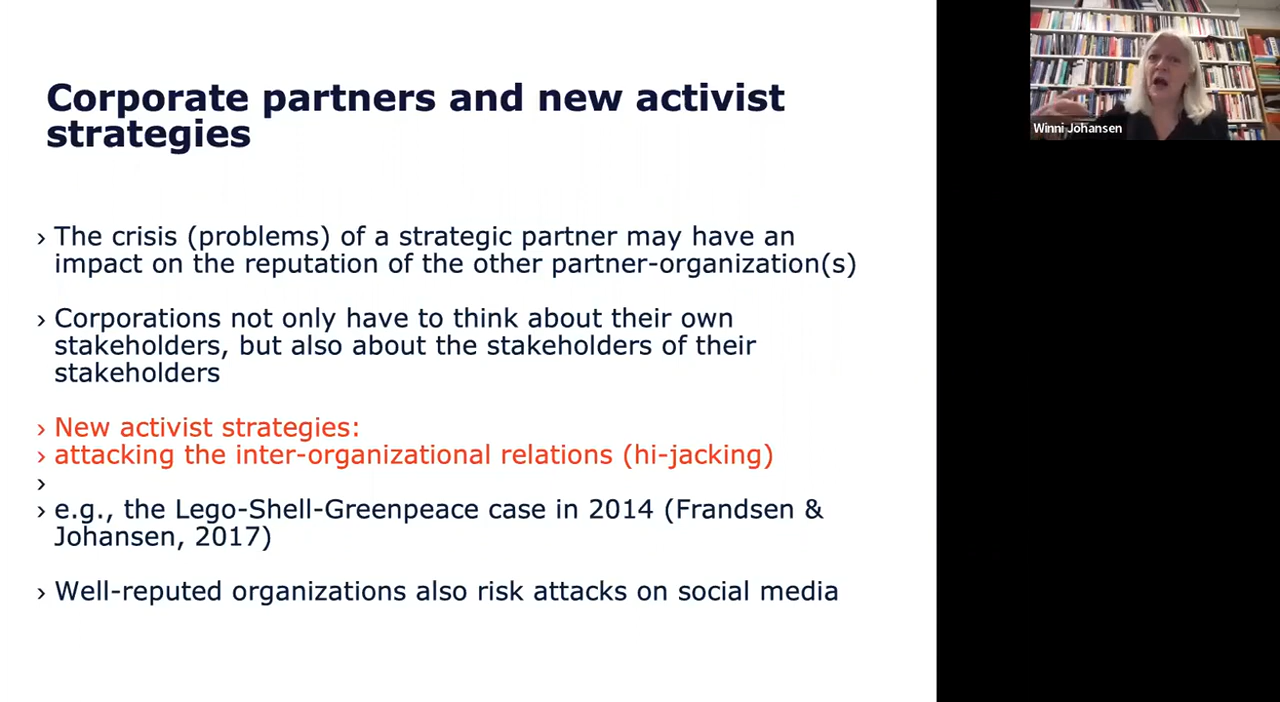 Corporate partners and new activist
strategies
› The crisis (problems) of a strategic partner may have an
impact on the reputation of the other partner-organization(s)
› Corporations not only have to think about their own
stakeholders, but also about the stakeholders of their
stakeholders
› New activist strategies:
› attacking the inter-organizational relations (hi-jacking)
›
› e.g., the Lego-Shell-Greenpeace case in 2014 (Frandsen &
Johansen, 2017)
› Well-reputed organizations also risk attacks on social media
Winni Johansen